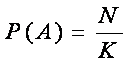 P(A) = N/K